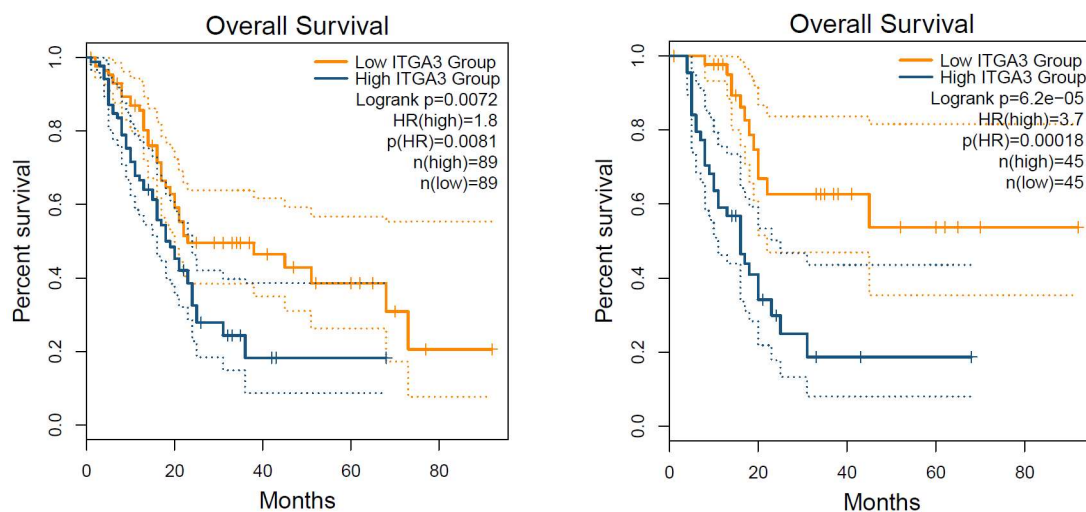 Overall Survival
Low ITGA3 Group
High ITGA3 Group
Logrank p=0.0072
HR(high)=1.8
p(HR)=0.0081
n(high)=89
n(low)=89
Percent survival
1.0
0.8
0.6
0.4
0.2
0.0
0 20 40 60 80
Months
Overall Survival
Low ITGA3 Group
High ITGA3 Group
Logrank p=6.2e−05
HR(high)=3.7
p(HR)=0.00018
n(high)=45
n(low)=45
Percent survival
1.0
0.8
0.6
0.4
0.2
0.0
0 20 40 60 80
Months